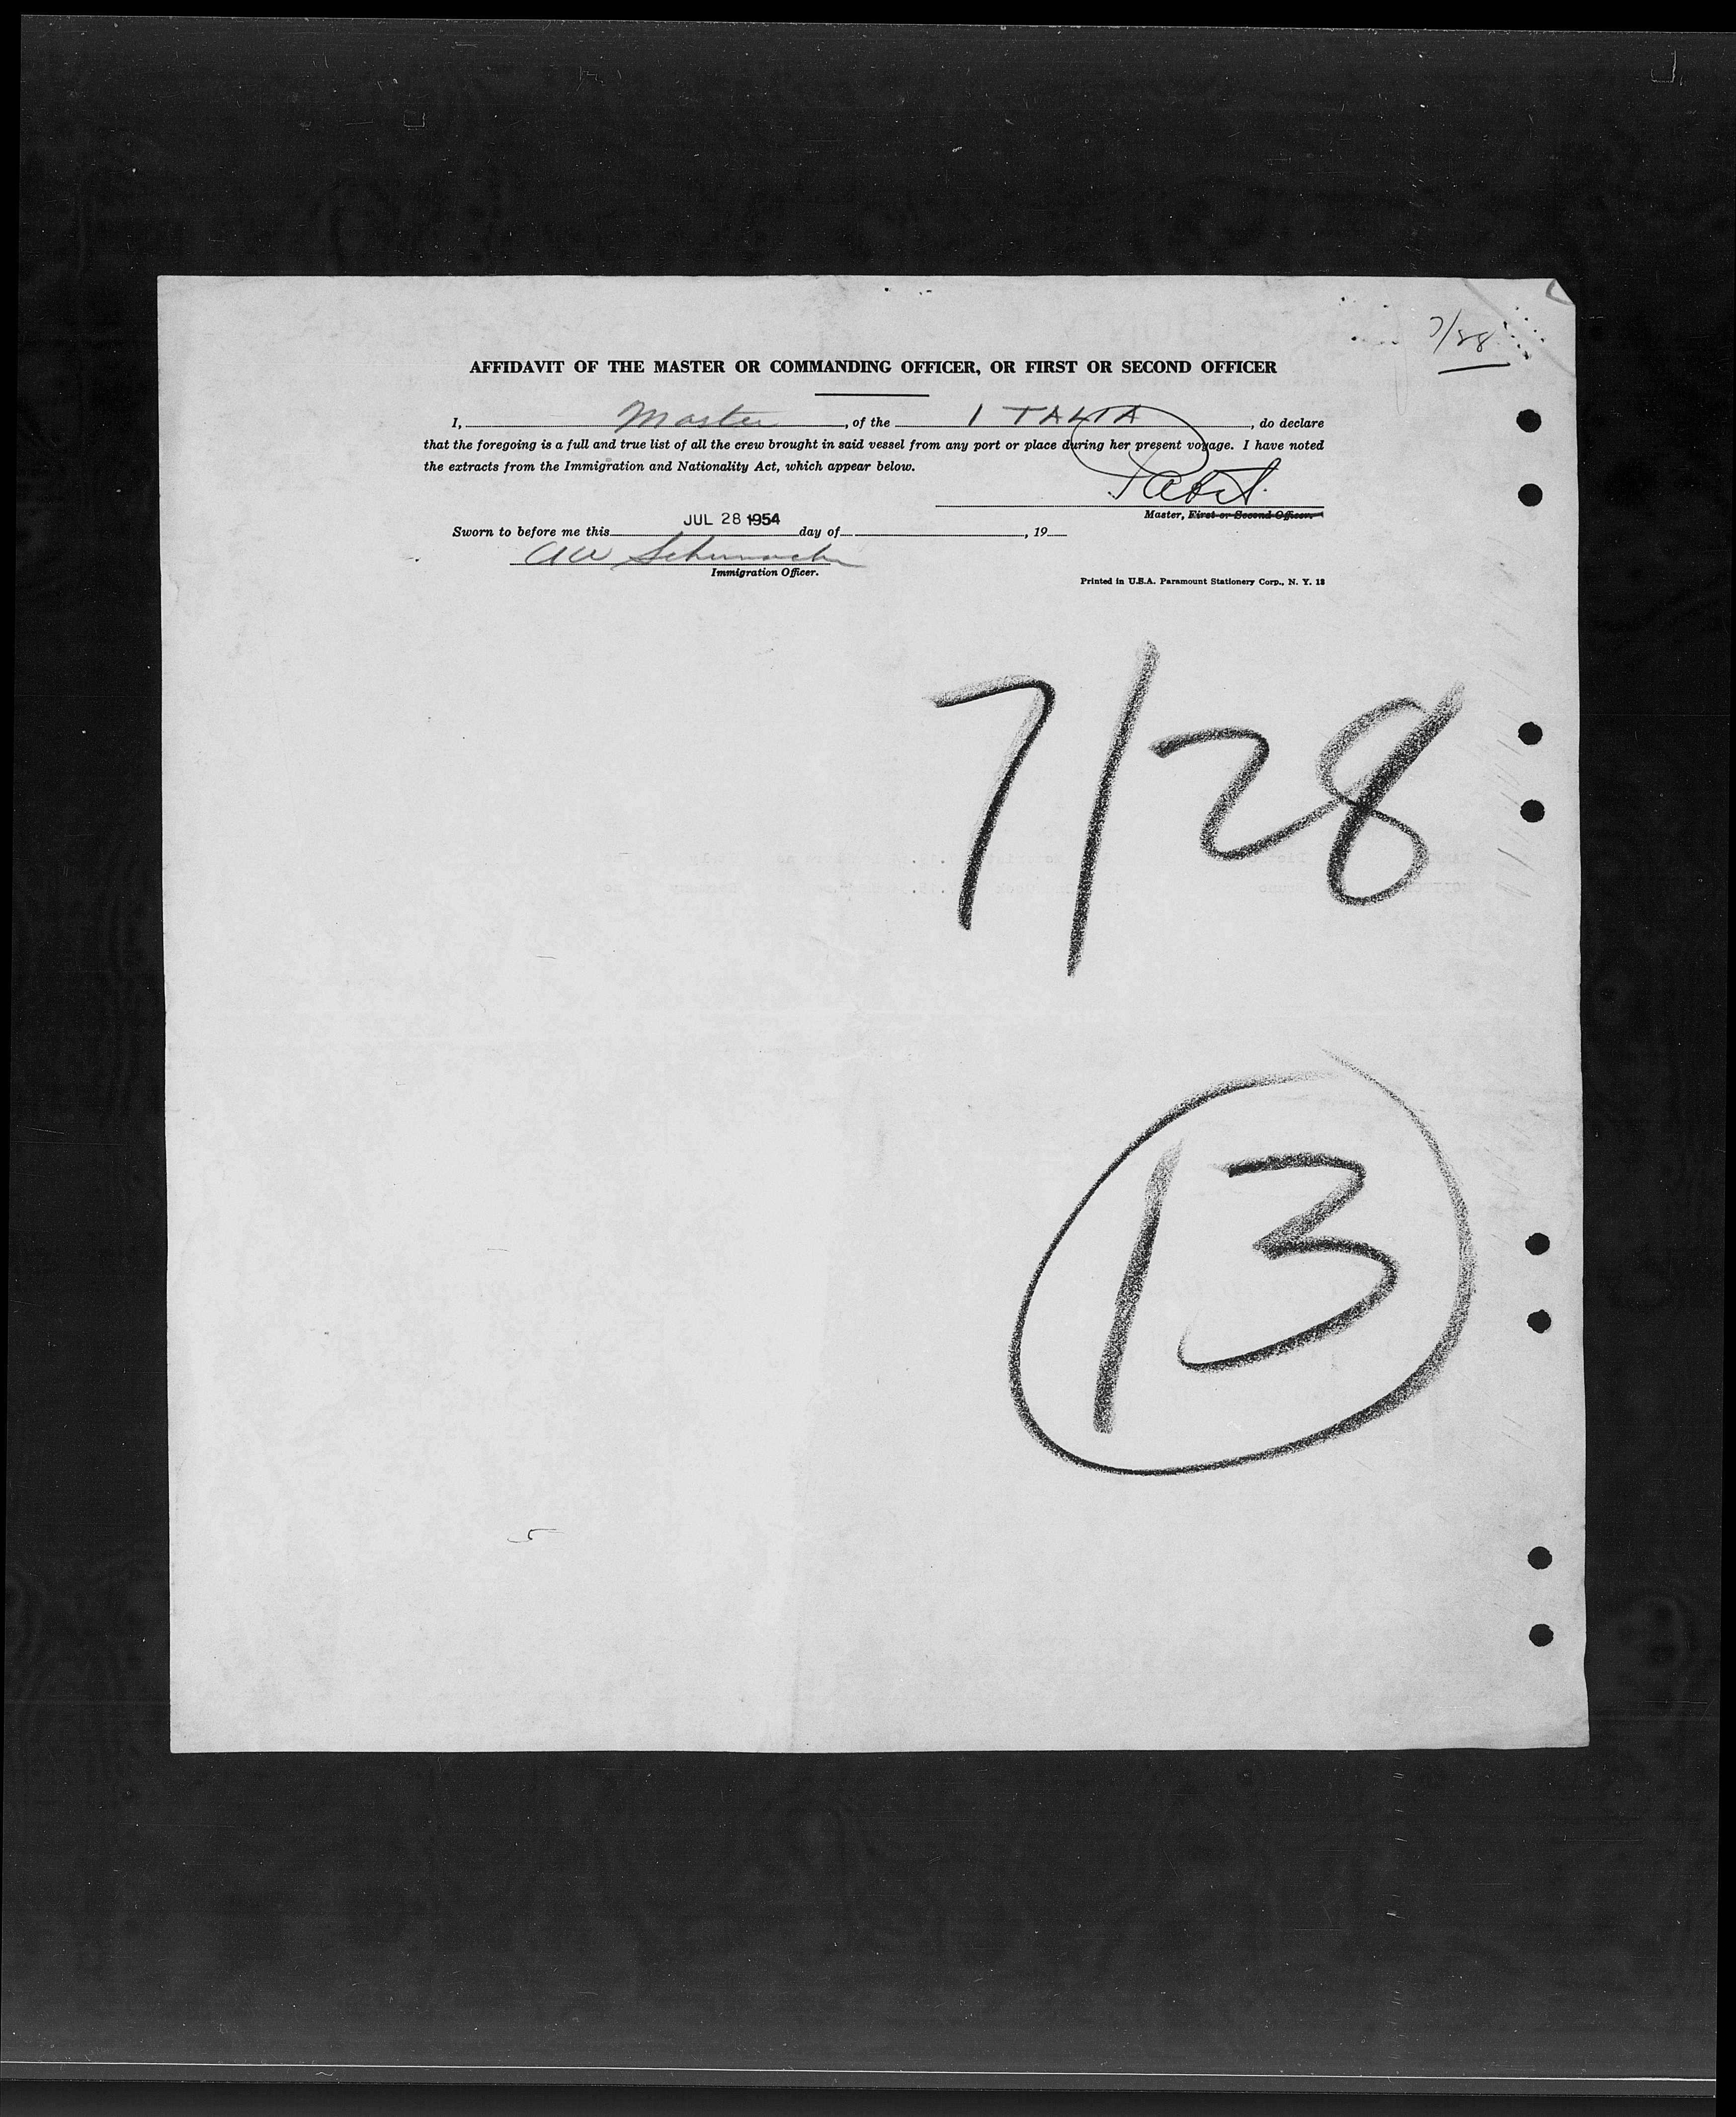 7/28
AFFIDAVIT OF THE MASTER OR COMMANDING OFFICER, OR FIRST OR SECOND OFFICER
I, Master, of the ITALIA, do declare
that the foregoing is a full and true list of all the crew brought in said vessel from any port or place during her present voyage. I have noted
the extracts from the Immigration and Nationality Act, which appear below.
Master, First or Second Officer.
JUL 28 1954
Sworn to before me this day of , 19
AW Schumacher
Immigration Officer.
Printed in U.S.A. Paramount Stationery Corp., N. Y. 13
7/28
13